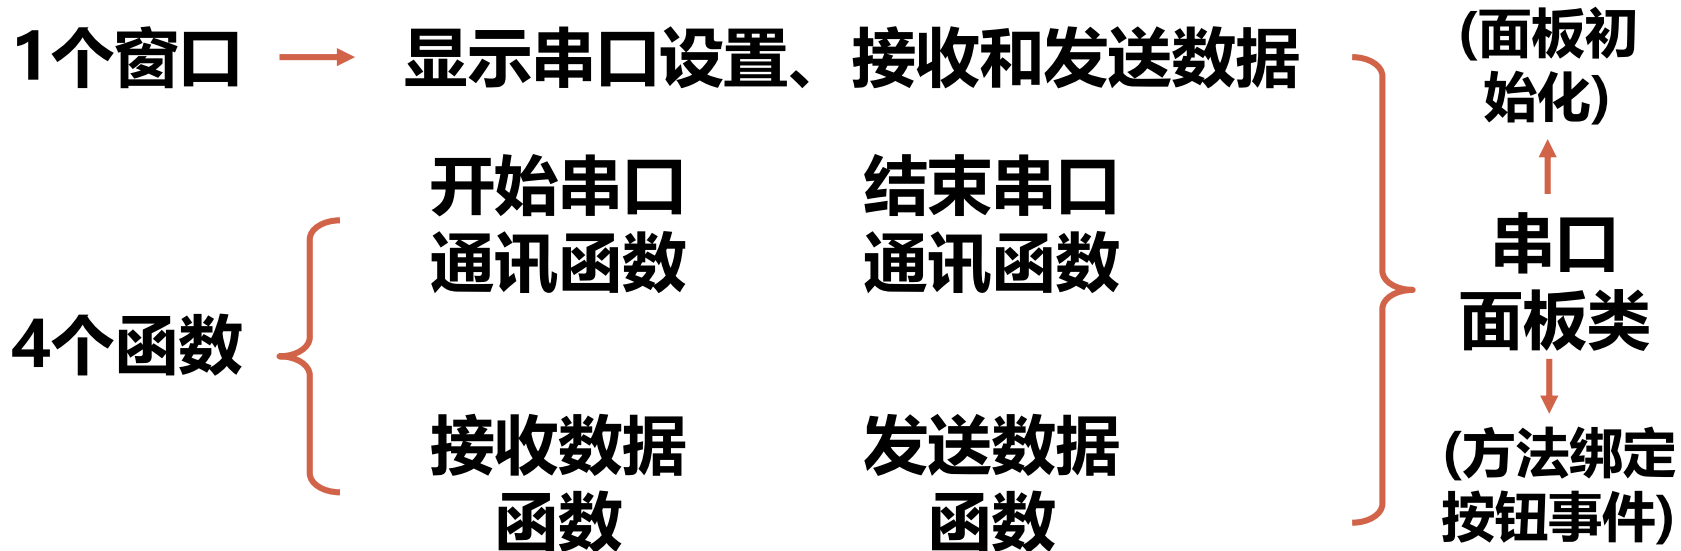 1个窗口
显示串口设置、接收和发送数据
4个函数
开始串口
通讯函数
结束串口
通讯函数
接收数据
函数
发送数据
函数
(面板初
始化)
串口
面板类
(方法绑定
按钮事件)